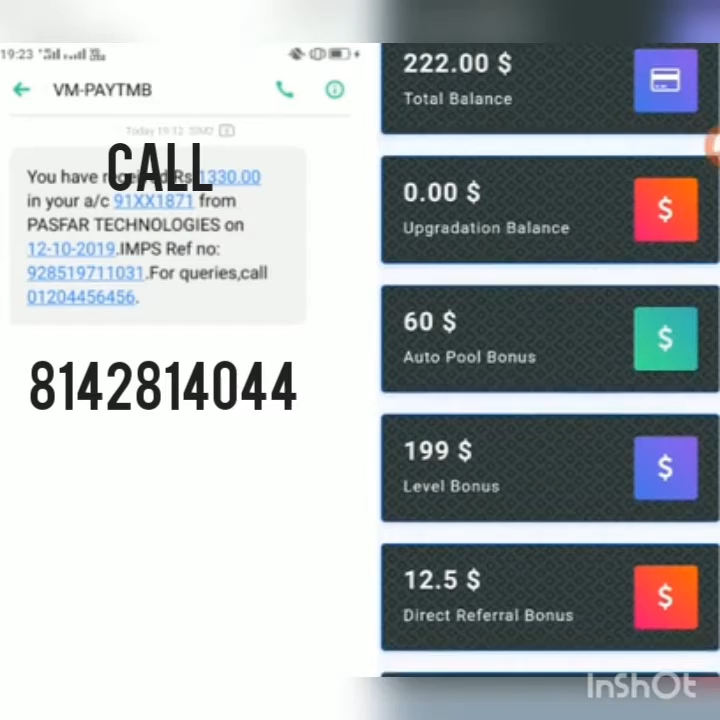 19:23
VM-PAYTMB
Today 19:12 SIM2
CALL
You have received Rs.1330.00
in your a/c 91XX1871 from
PASFAR TECHNOLOGIES on
12-10-2019.IMPS Ref no:
928519711031.For queries,call
01204456456.
8142814044
222.00 $
Total Balance
0.00 $
Upgradation Balance
60 $
Auto Pool Bonus
199 $
Level Bonus
12.5 $
Direct Referral Bonus
InShOt